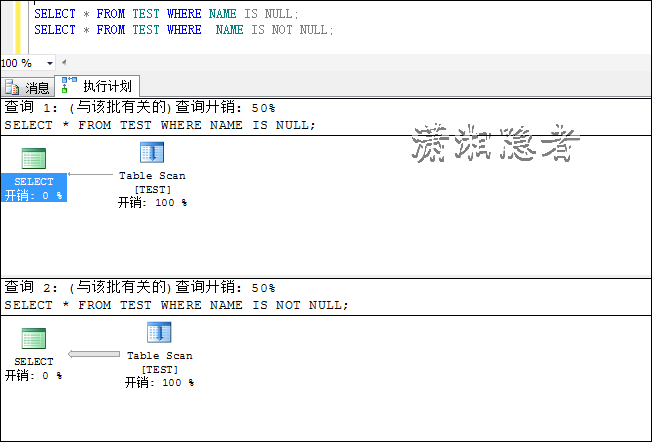 SELECT * FROM TEST WHERE NAME IS NULL;
SELECT * FROM TEST WHERE  NAME IS NOT NULL;
100 %
消息 执行计划
查询 1: (与该批有关的)查询开销: 50%
SELECT * FROM TEST WHERE NAME IS NULL;
潇湘隐者
SELECT
开销: 0 %
Table Scan
[TEST]
开销: 100 %
查询 2: (与该批有关的)查询开销: 50%
SELECT * FROM TEST WHERE NAME IS NOT NULL;
SELECT
开销: 0 %
Table Scan
[TEST]
开销: 100 %